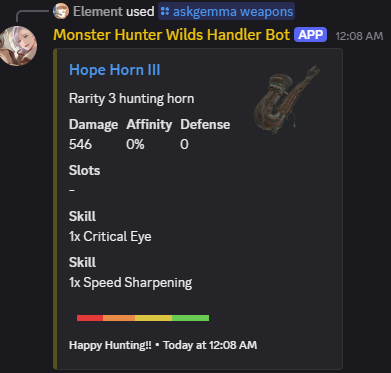 Element used askgemma weapons
Monster Hunter Wilds Handler Bot APP 12:08 AM
Hope Horn III
Rarity 3 hunting horn
Damage Affinity Defense
546 0% 0
Slots
-
Skill
1x Critical Eye
Skill
1x Speed Sharpening
Happy Hunting!! • Today at 12:08 AM